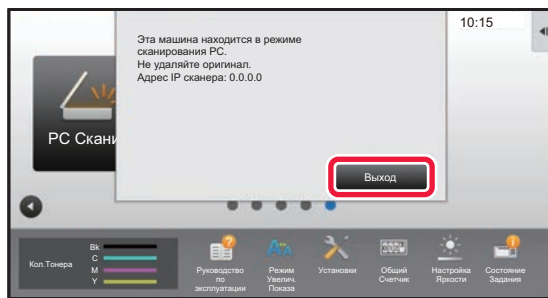 10:15
Эта машина находится в режиме
сканирования PC.
Не удаляйте оригинал.
Адрес IP сканера: 0.0.0.0
PC Скани
Выход
Кол.Тонера
Bk
C
M
Y
Руководство
по
эксплуатации
Режим
Увелич.
Показа
Установки
Общий
Счетчик
Настройка
Яркости
Состояние
Задания